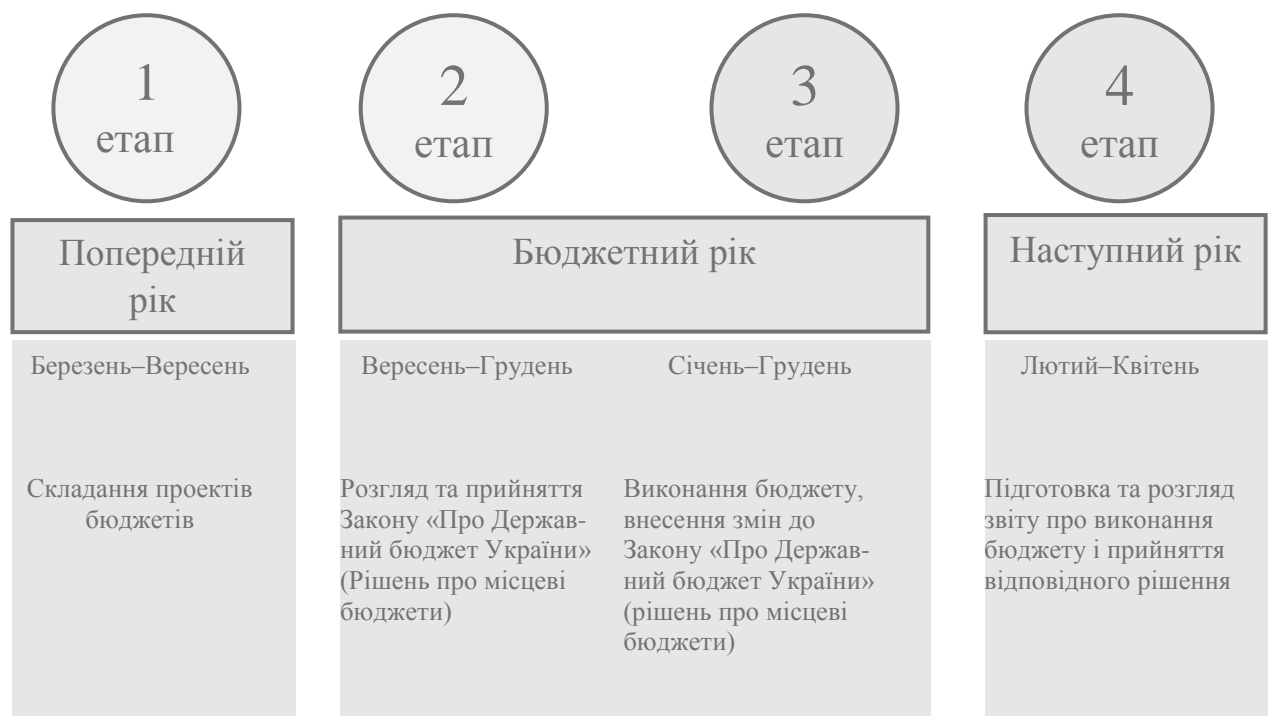 1
етап
2
етап
3
етап
4
етап
Попередній
рік
Бюджетний рік
Наступний рік
Березень–Вересень
Вересень–Грудень
Січень–Грудень
Лютий–Квітень
Складання проектів
бюджетів
Розгляд та прийняття
Закону «Про Держав-
ний бюджет України»
(Рішень про місцеві
бюджети)
Виконання бюджету,
внесення змін до
Закону «Про Держав-
ний бюджет України»
(рішень про місцеві
бюджети)
Підготовка та розгляд
звіту про виконання
бюджету і прийняття
відповідного рішення